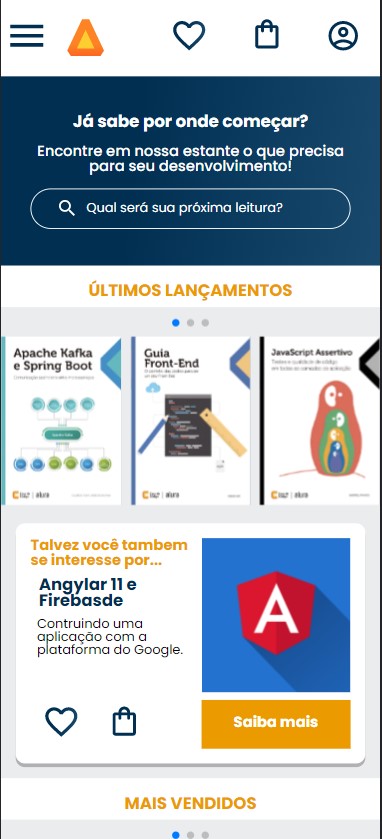 Já sabe por onde começar?
Encontre em nossa estante o que precisa
para seu desenvolvimento!
Qual será sua próxima leitura?
ÚLTIMOS LANÇAMENTOS
Apache Kafka
e Spring Boot
Guia
Front-End
JavaScript Assertivo
Talvez você tambem
se interesse por...
Angylar 11 e
Firebasde
Contruindo uma
aplicação com a
plataforma do Google.
A
Saiba mais
MAIS VENDIDOS